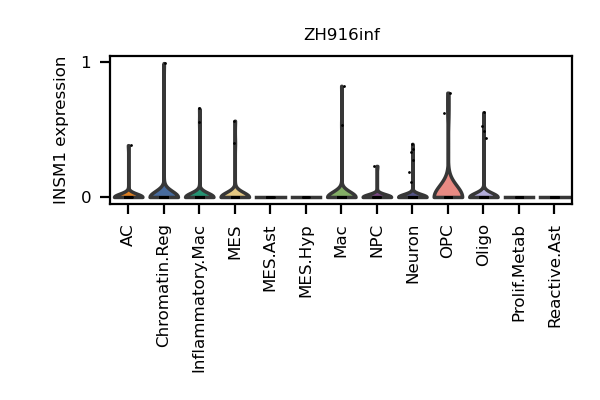 ZH916inf
INSM1 expression
1
0
AC
Chromatin.Reg
Inflammatory.Mac
MES
MES.Ast
MES.Hyp
Mac
NPC
Neuron
OPC
Oligo
Prolif.Metab
Reactive.Ast